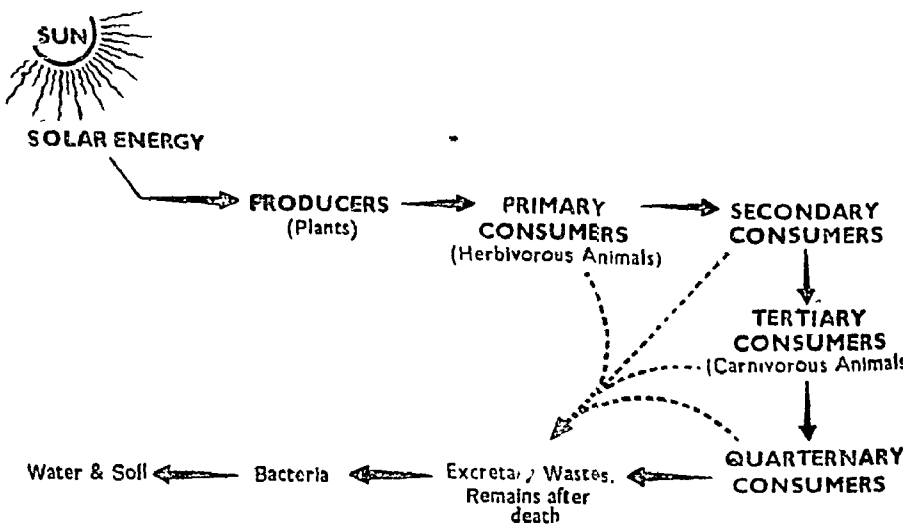 SUN
SOLAR ENERGY
PRODUCERS
(Plants)
PRIMARY
CONSUMERS
(Herbivorous Animals)
SECONDARY
CONSUMERS
TERTIARY
CONSUMERS
(Carnivorous Animals
QUARTERNARY
CONSUMERS
Excretary Wastes,
Remains after
death
Bacteria
Water & Soil